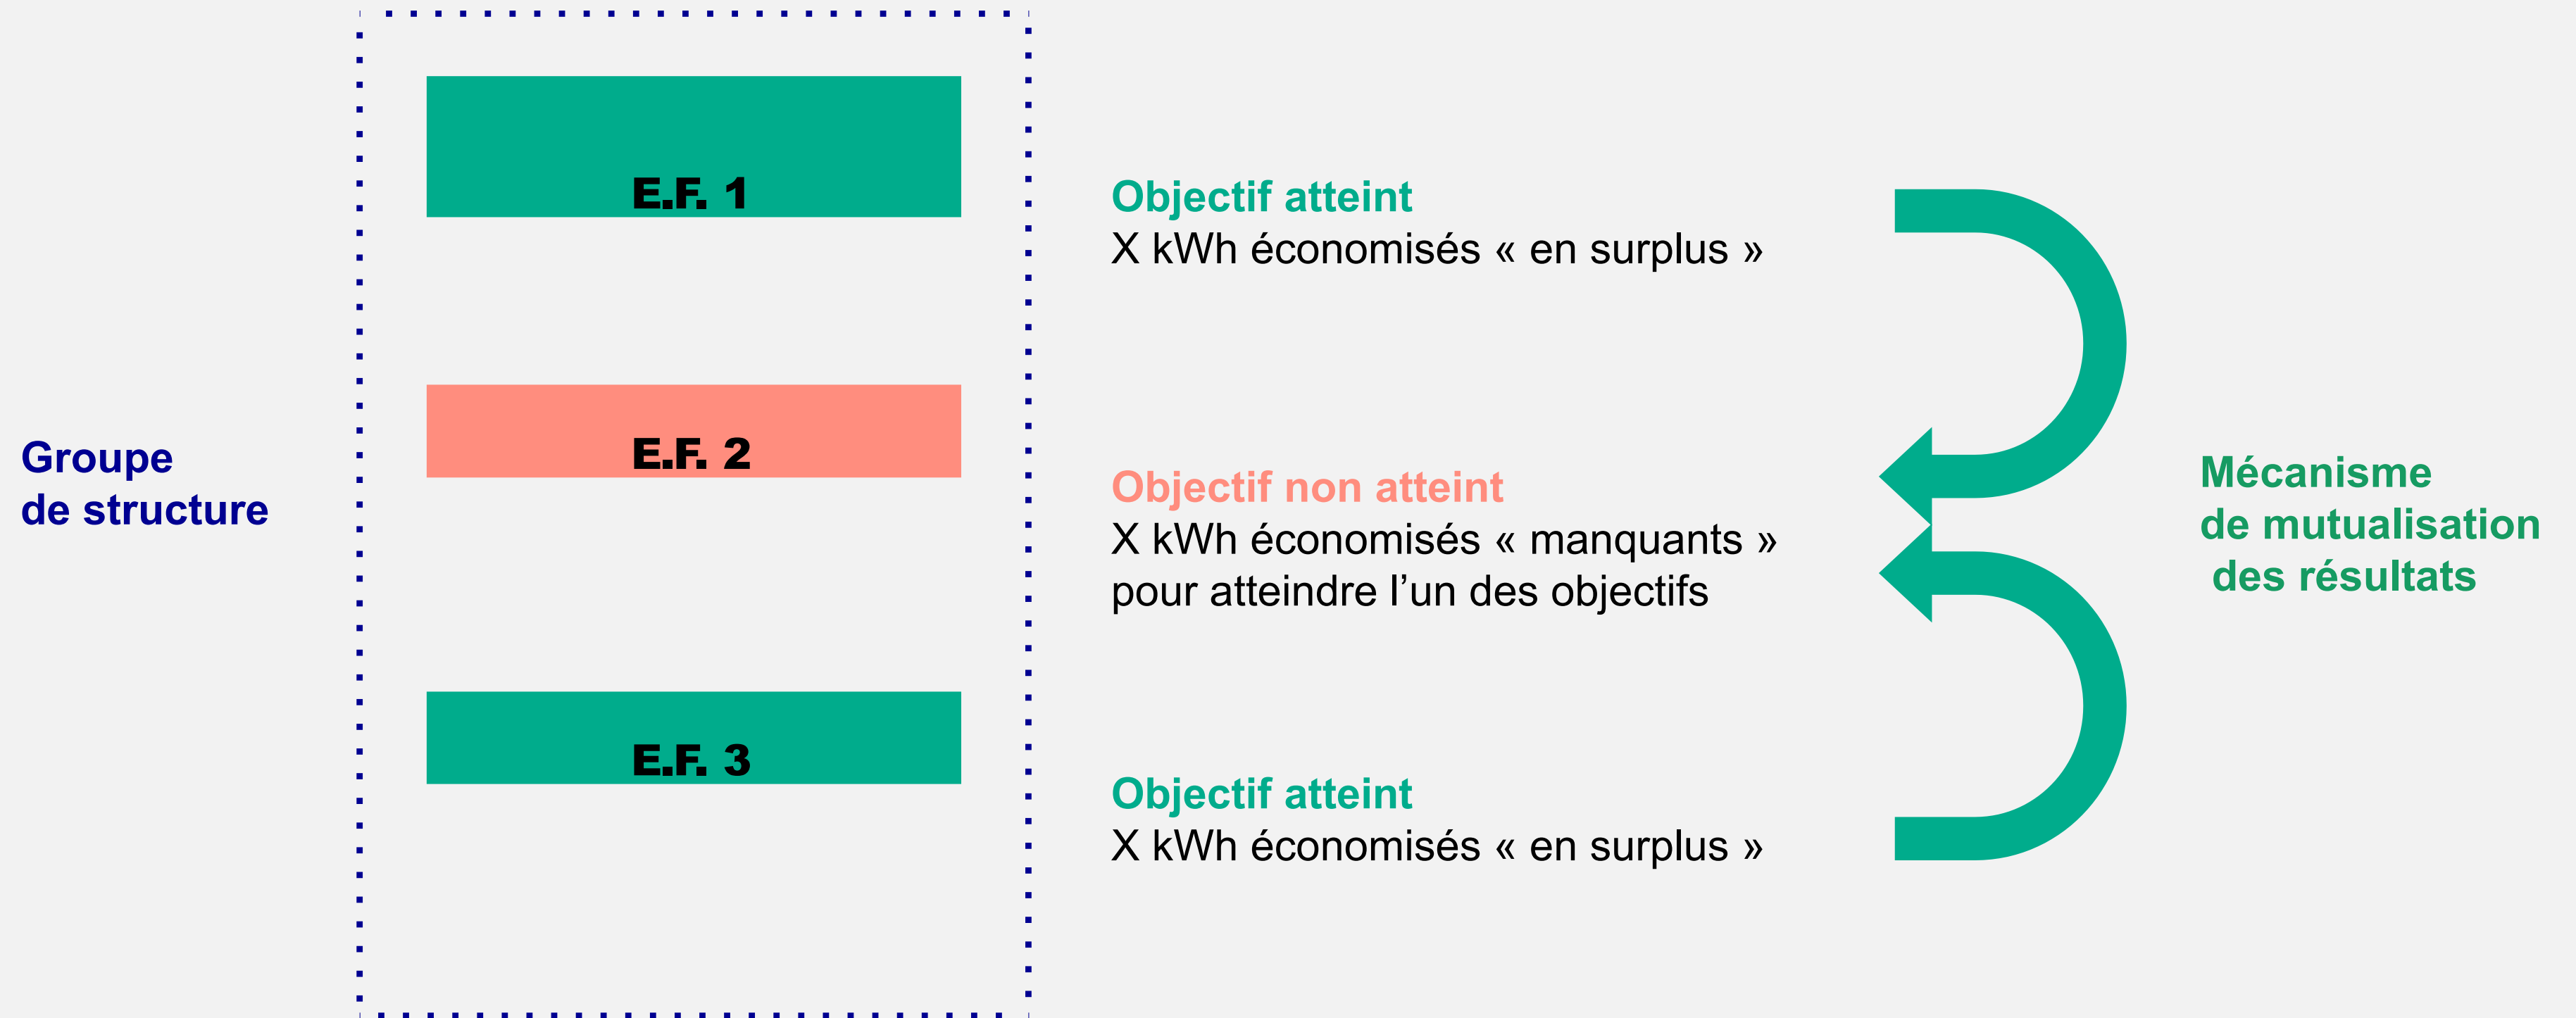 Groupe
de structure
E.F. 1
E.F. 2
E.F. 3
Objectif atteint
X kWh économisés « en surplus »
Objectif non atteint
X kWh économisés « manquants »
pour atteindre l’un des objectifs
Objectif atteint
X kWh économisés « en surplus »
Mécanisme
de mutualisation
des résultats